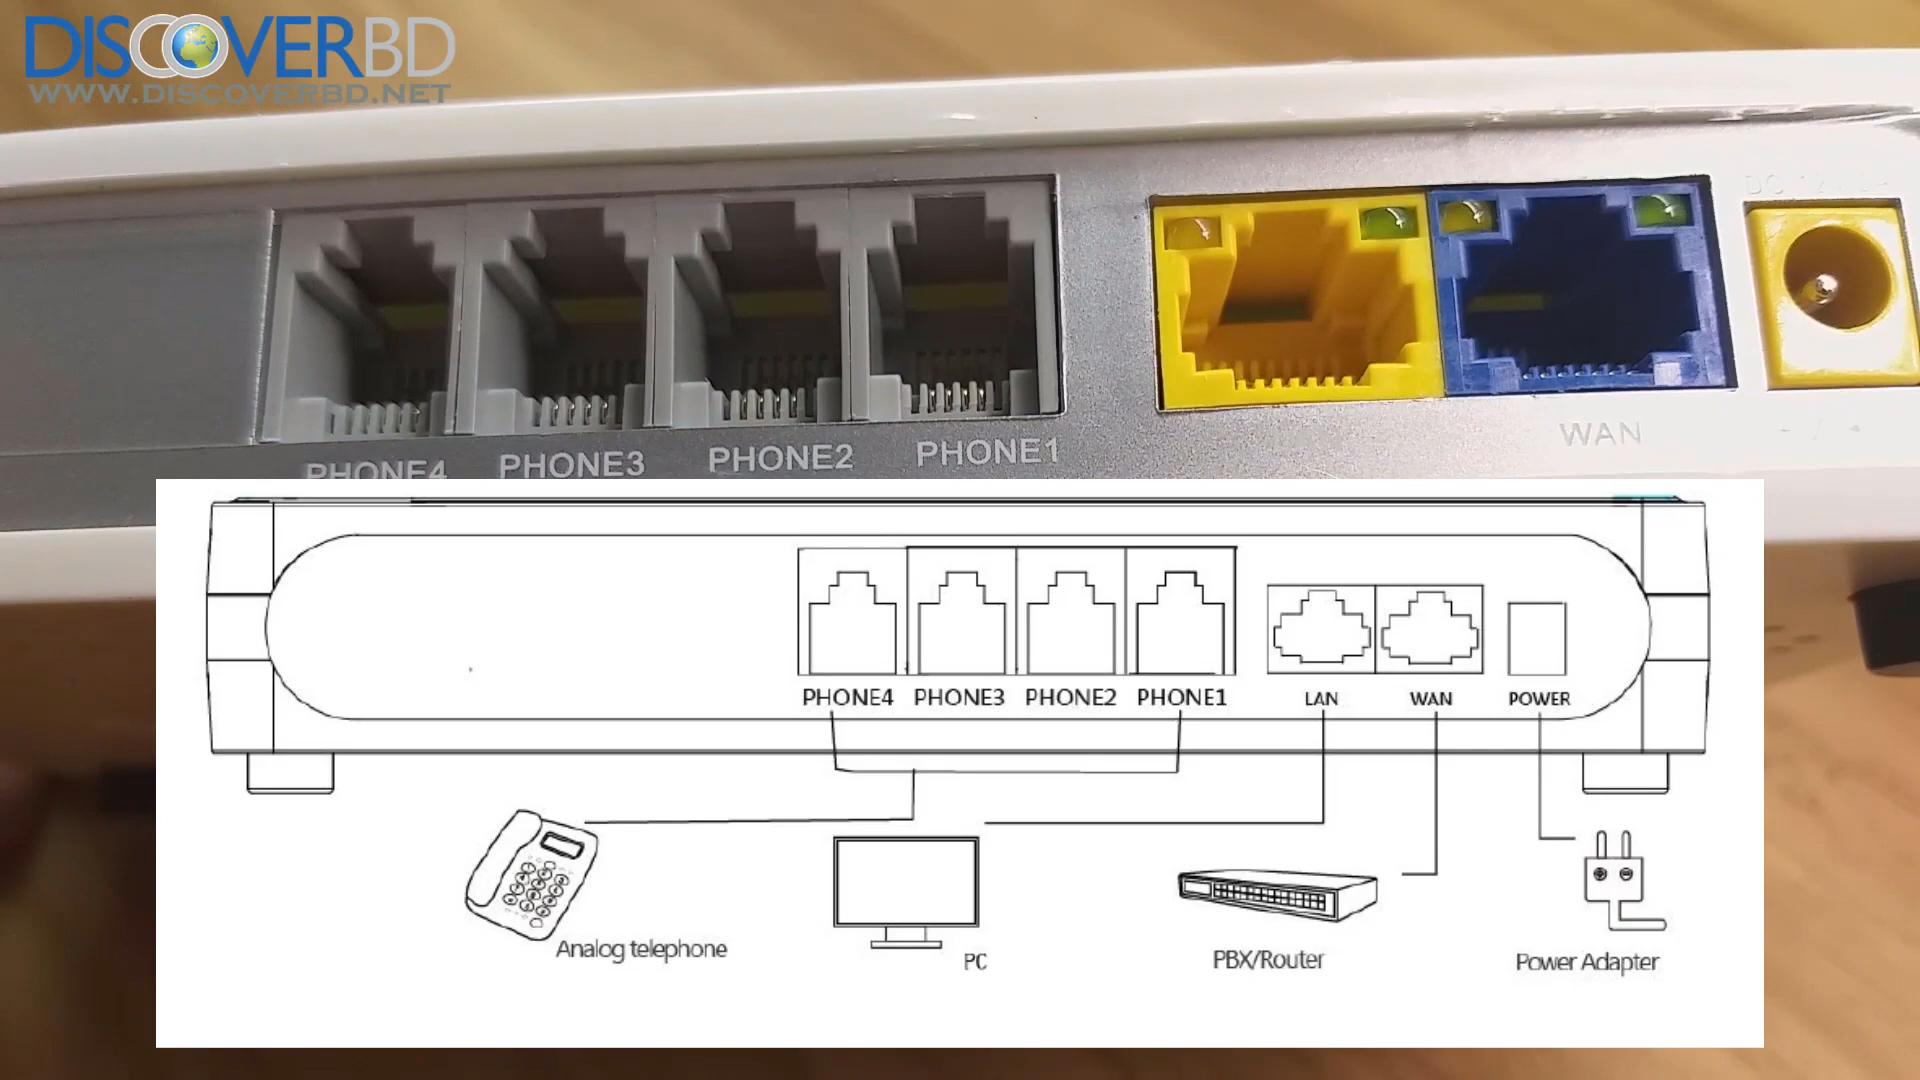 DISCOVERBD
WWW.DISCOVERBD.NET
PHONE4 PHONE3 PHONE2 PHONE1 WAN
PHONE4 PHONE3 PHONE2 PHONE1 LAN WAN POWER
Analog telephone
PC
PBX/Router
Power Adapter